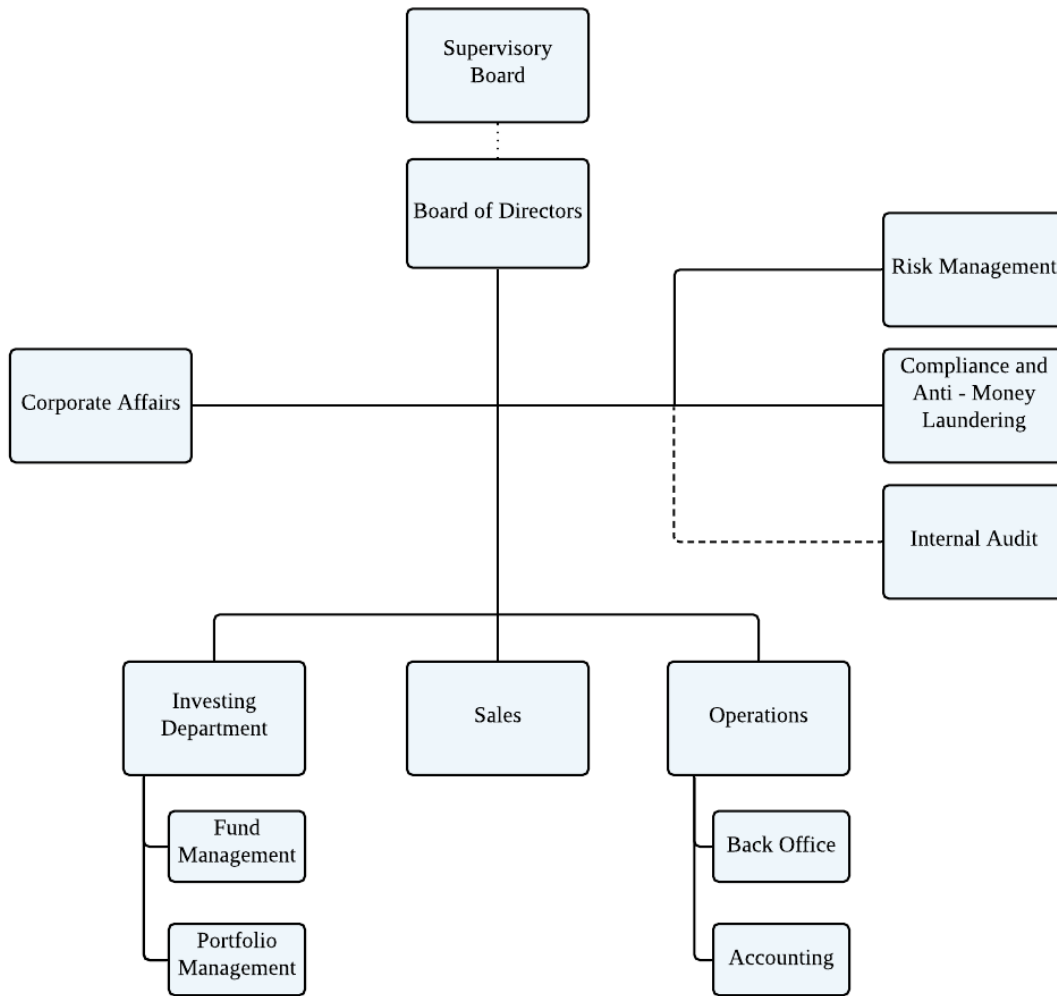 Supervisory
Board
Board of Directors
Risk Management
Corporate Affairs
Compliance and
Anti - Money
Laundering
Internal Audit
Investing
Department
Sales
Operations
Fund
Management
Back Office
Portfolio
Management
Accounting